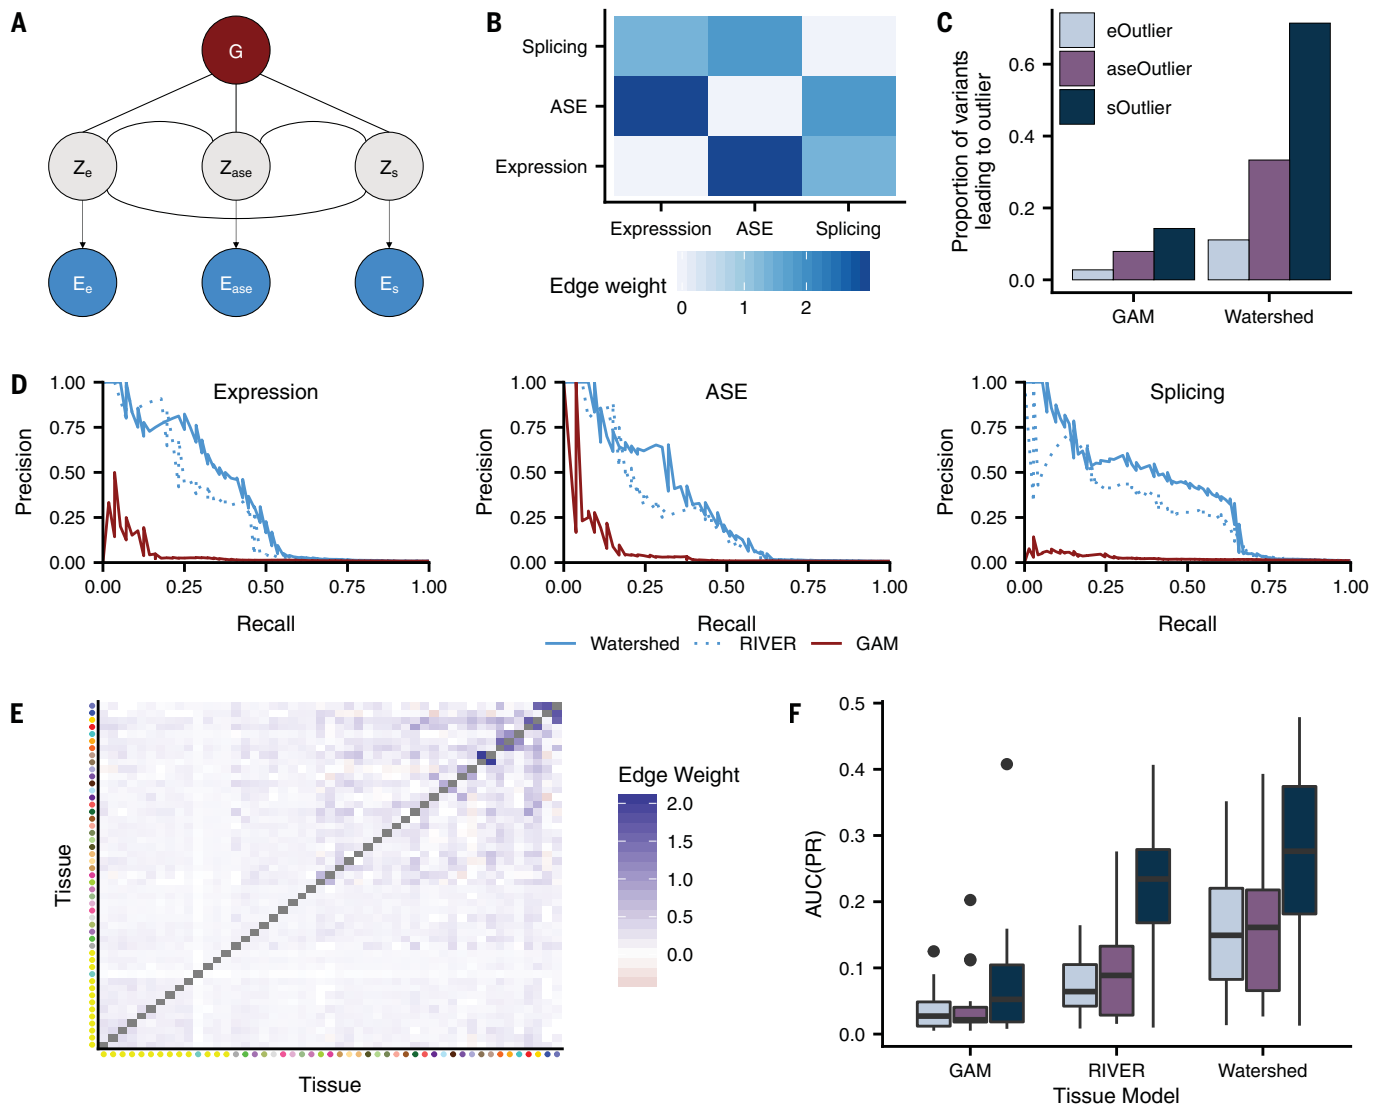 A
G
Ze
Zase
Zs
Ee
Ease
Es
B
Splicing
ASE
Expression
Expresssion
ASE
Splicing
Edge weight
0
1
2
C
Proportion of variants
leading to outlier
0.6
0.4
0.2
0.0
eOutlier
aseOutlier
sOutlier
GAM
Watershed
D
Expression
Precision
1.00
0.75
0.50
0.25
0.00
0.00
0.25
0.50
0.75
1.00
Recall
ASE
Precision
1.00
0.75
0.50
0.25
0.00
0.00
0.25
0.50
0.75
1.00
Recall
Splicing
Precision
1.00
0.75
0.50
0.25
0.00
0.00
0.25
0.50
0.75
1.00
Recall
Watershed
RIVER
GAM
E
Tissue
Tissue
Edge Weight
2.0
1.5
1.0
0.5
0.0
F
AUC(PR)
0.5
0.4
0.3
0.2
0.1
0.0
GAM
RIVER
Watershed
Tissue Model